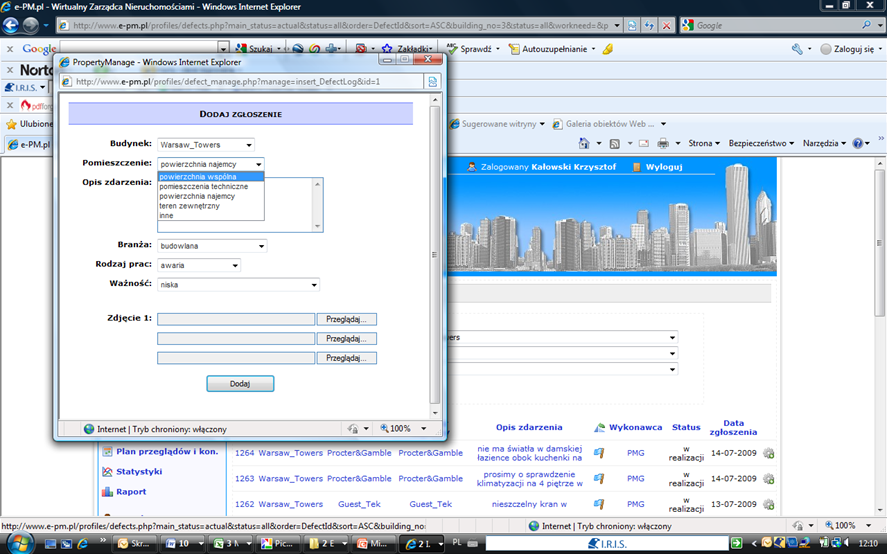 e-PM.pl - Wirtualny Zarządca Nieruchomościami - Windows Internet Explorer
http://www.e-pm.pl/profiles/defects.php?main_status=actual&status=all&order=DefectId&sort=ASC&building_no=3&status=all&workneed=&p
Google
Google
Szukaj
Zakładki
Sprawdź
Autouzupełnianie
Zaloguj się
Norto
I.R.I.S.
pdfforg
Ulubione
Sugerowane witryny
Galeria obiektów Web ...
e-PM.pl
Strona
Bezpieczeństwo
Narzędzia
PropertyManage - Windows Internet Explorer
http://www.e-pm.pl/profiles/defect_manage.php?manage=insert_DefectLog&id=1
DODAJ ZGŁOSZENIE
Budynek: Warsaw_Towers
Pomieszczenie: powierzchnia najemcy
powierzchnia wspólna
pomieszczenia techniczne
powierzchnia najemcy
teren zewnętrzny
inne
Opis zdarzenia:
Branża: budowlana
Rodzaj prac: awaria
Ważność: niska
Zdjęcie 1: Przeglądaj...
Przeglądaj...
Przeglądaj...
Dodaj
Internet | Tryb chroniony: włączony
100%
Zalogowany Kałowski Krzysztof
Wyloguj
ers
Opis zdarzenia Wykonawca Status Data zgłoszenia
Plan przeglądów i kon.
Statystyki
Raport
1264 Warsaw_Towers Procter&Gamble Procter&Gamble nie ma światła w damskiej łazience obok kuchenki na PMG w realizacji 14-07-2009
1263 Warsaw_Towers Procter&Gamble Procter&Gamble prosimy o sprawdzenie klimatyzacji na 4 piętrze w PMG w realizacji 14-07-2009
1262 Warsaw_Towers Guest_Tek Guest_Tek nieszczelny kran w PMG w realizacji 13-07-2009
http://www.e-pm.pl/profiles/defects.php?main_status=actual&status=all&order=DefectId&sort=ASC&building_no=
Internet | Tryb chroniony: włączony
100%
Skr...
10
3 M
Pic...
2 E
Mi...
2 I.
PL
I.R.I.S.
12:10